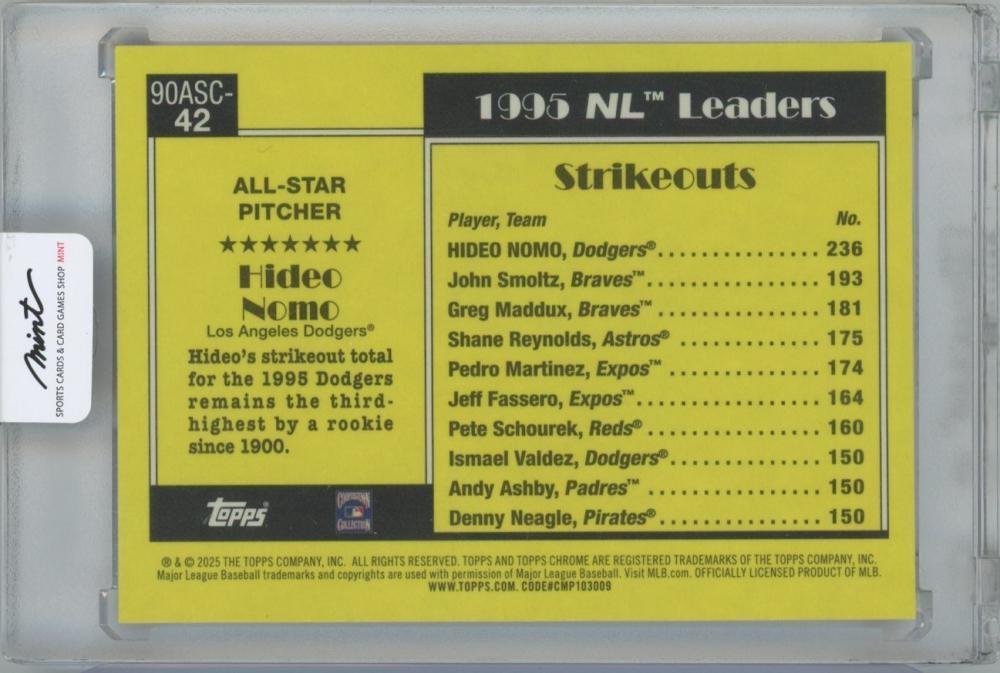 90ASC-
42
1995 NL™ Leaders
ALL-STAR
PITCHER
★★★★★★★
Hideo
Nomo
Los Angeles Dodgers®
Hideo's strikeout total
for the 1995 Dodgers
remains the third-
highest by a rookie
since 1900.
Strikeouts
Player, Team No.
HIDEO NOMO, Dodgers® 236
John Smoltz, Braves™ 193
Greg Maddux, Braves™ 181
Shane Reynolds, Astros® 175
Pedro Martinez, Expos™ 174
Jeff Fassero, Expos™ 164
Pete Schourek, Reds® 160
Ismael Valdez, Dodgers® 150
Andy Ashby, Padres™ 150
Denny Neagle, Pirates® 150
topps®
COOPERSTOWN
COLLECTION
® & © 2025 THE TOPPS COMPANY, INC. ALL RIGHTS RESERVED. TOPPS AND TOPPS CHROME ARE REGISTERED TRADEMARKS OF THE TOPPS COMPANY, INC.
Major League Baseball trademarks and copyrights are used with permission of Major League Baseball. Visit MLB.com. OFFICIALLY LICENSED PRODUCT OF MLB.
WWW.TOPPS.COM. CODE#CMP103009
mint
SPORTS CARDS & CARD GAMES SHOP MINT